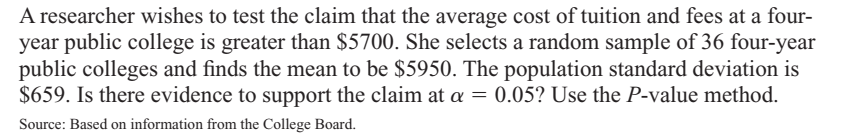 A researcher wishes to test the claim that the average cost of tuition and fees at a four-
year public college is greater than $5700. She selects a random sample of 36 four-year
public colleges and finds the mean to be $5950. The population standard deviation is
$659. Is there evidence to support the claim at α = 0.05? Use the P-value method.
Source: Based on information from the College Board.